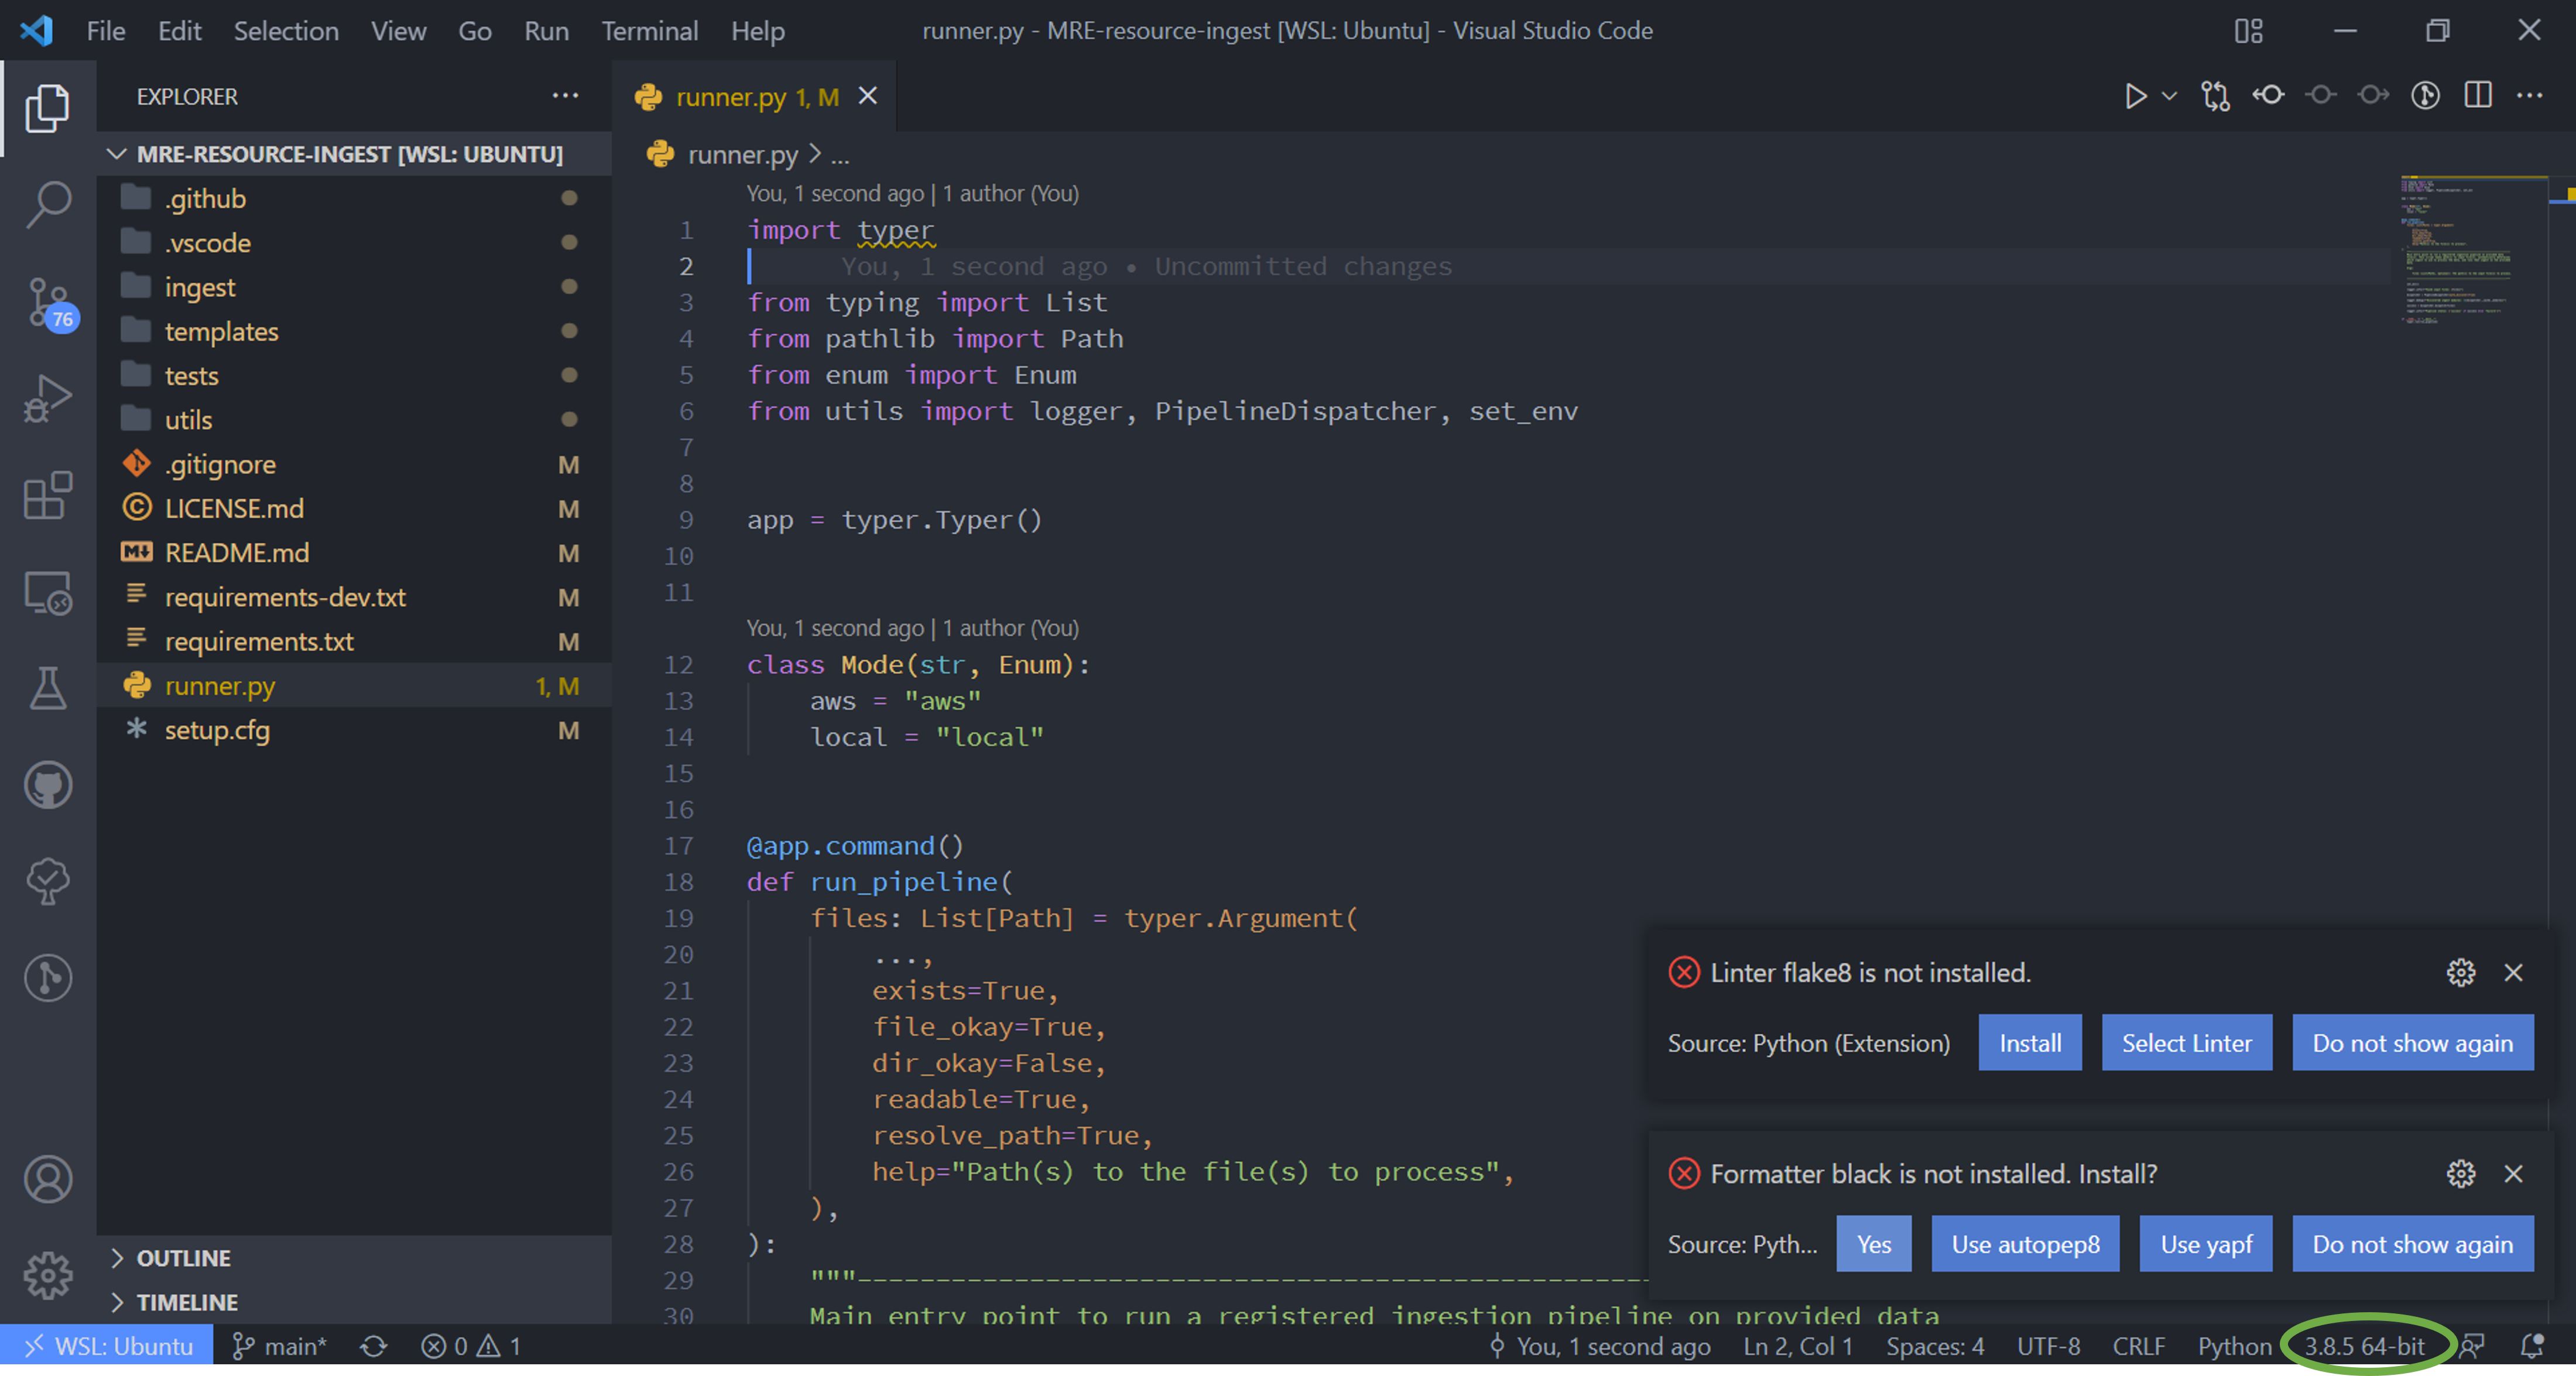 File Edit Selection View Go Run Terminal Help
runner.py - MRE-resource-ingest [WSL: Ubuntu] - Visual Studio Code
EXPLORER
MRE-RESOURCE-INGEST [WSL: UBUNTU]
.github
.vscode
ingest
templates
tests
utils
.gitignore M
LICENSE.md M
README.md M
requirements-dev.txt M
requirements.txt M
runner.py 1, M
setup.cfg M
OUTLINE
TIMELINE
76
runner.py 1, M
runner.py > ...
You, 1 second ago | 1 author (You)
1 import typer
2 You, 1 second ago • Uncommitted changes
3 from typing import List
4 from pathlib import Path
5 from enum import Enum
6 from utils import logger, PipelineDispatcher, set_env
7
8
9 app = typer.Typer()
10
11
You, 1 second ago | 1 author (You)
12 class Mode(str, Enum):
13 aws = "aws"
14 local = "local"
15
16
17 @app.command()
18 def run_pipeline(
19 files: List[Path] = typer.Argument(
20 ...,
21 exists=True,
22 file_okay=True,
23 dir_okay=False,
24 readable=True,
25 resolve_path=True,
26 help="Path(s) to the file(s) to process",
27 ),
28 ):
29 """----------------------------------------------------
30 Main entry point to run a registered ingestion pipeline on provided data
Linter flake8 is not installed.
Source: Python (Extension) Install Select Linter Do not show again
Formatter black is not installed. Install?
Source: Pyth... Yes Use autopep8 Use yapf Do not show again
WSL: Ubuntu main* 0 1 You, 1 second ago Ln 2, Col 1 Spaces: 4 UTF-8 CRLF Python 3.8.5 64-bit